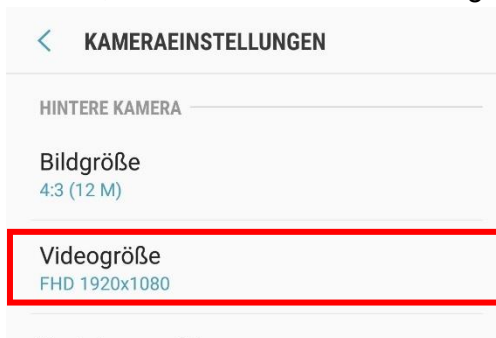 KAMERAEINSTELLUNGEN
HINTERE KAMERA
Bildgröße
4:3 (12 M)
Videogröße
FHD 1920x1080